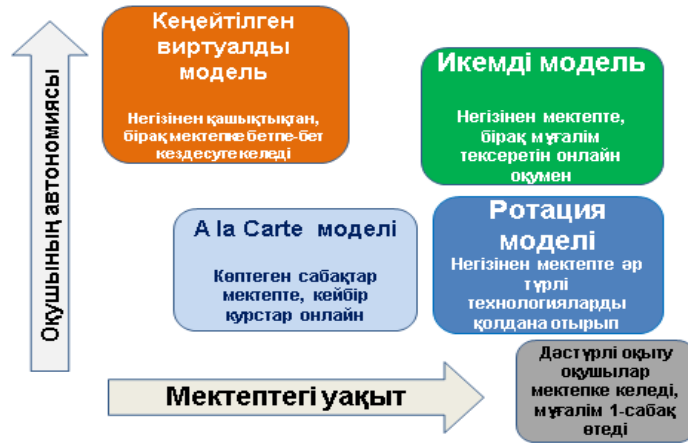 Оқушының автономиясы
Кеңейтілген
виртуалды
модель
Негізінен қашықтықтан,
бірақ мектепке бетпе-бет
кездесуге келеді
Икемді модель
Негізінен мектепте,
бірақ мұғалім
тексеретін онлайн
оқумен
A la Carte моделі
Көптеген сабақтар
мектепте, кейбір
курстар онлайн
Ротация
моделі
Негізінен мектепте әр
түрлі
технологияларды
қолдана отырып
Мектептегі уақыт
Дәстүрлі оқыту
оқушылар
мектепке келеді,
мұғалім 1-сабақ
өтеді